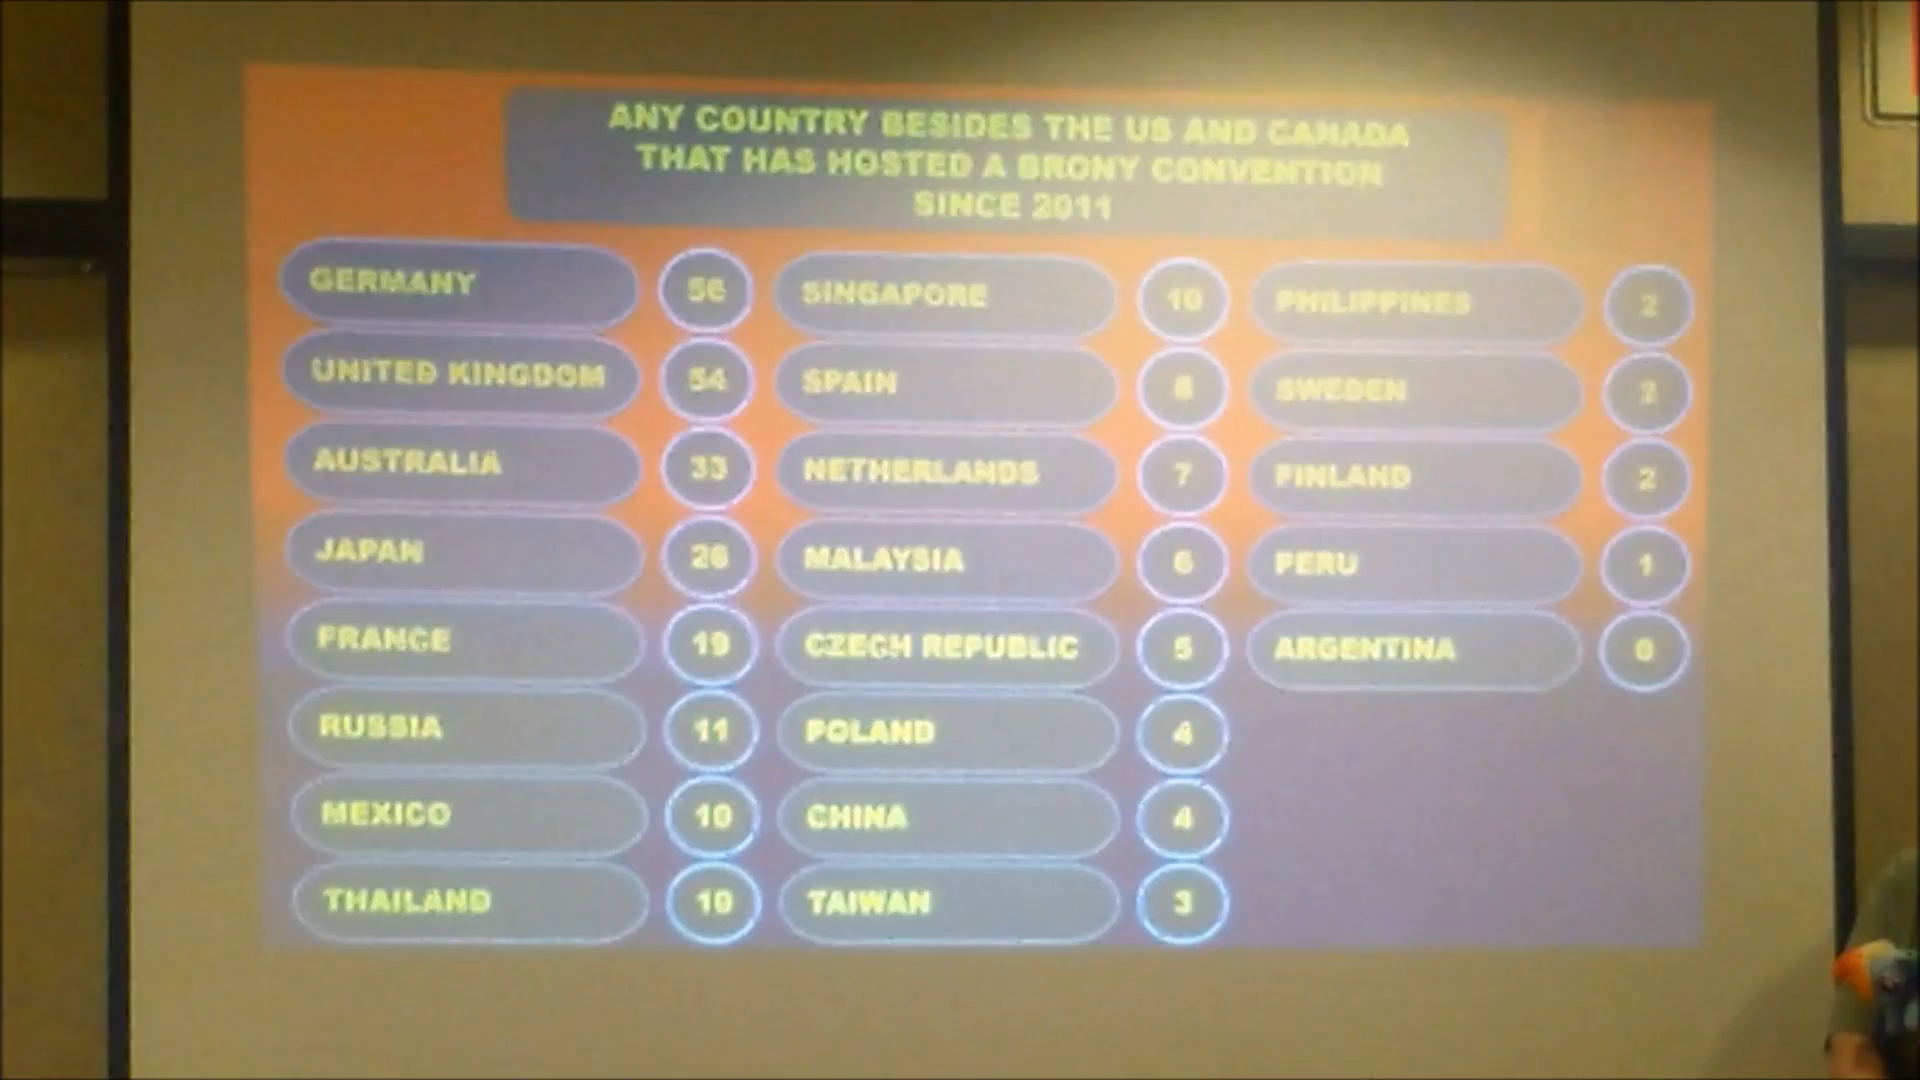 ANY COUNTRY BESIDES THE US AND CANADA
THAT HAS HOSTED A BRONY CONVENTION
SINCE 2011
GERMANY 56
UNITED KINGDOM 54
AUSTRALIA 33
JAPAN 26
FRANCE 19
RUSSIA 11
MEXICO 10
THAILAND 10
SINGAPORE 10
SPAIN 8
NETHERLANDS 7
MALAYSIA 6
CZECH REPUBLIC 5
POLAND 4
CHINA 4
TAIWAN 3
PHILIPPINES 2
SWEDEN 2
FINLAND 2
PERU 1
ARGENTINA 0